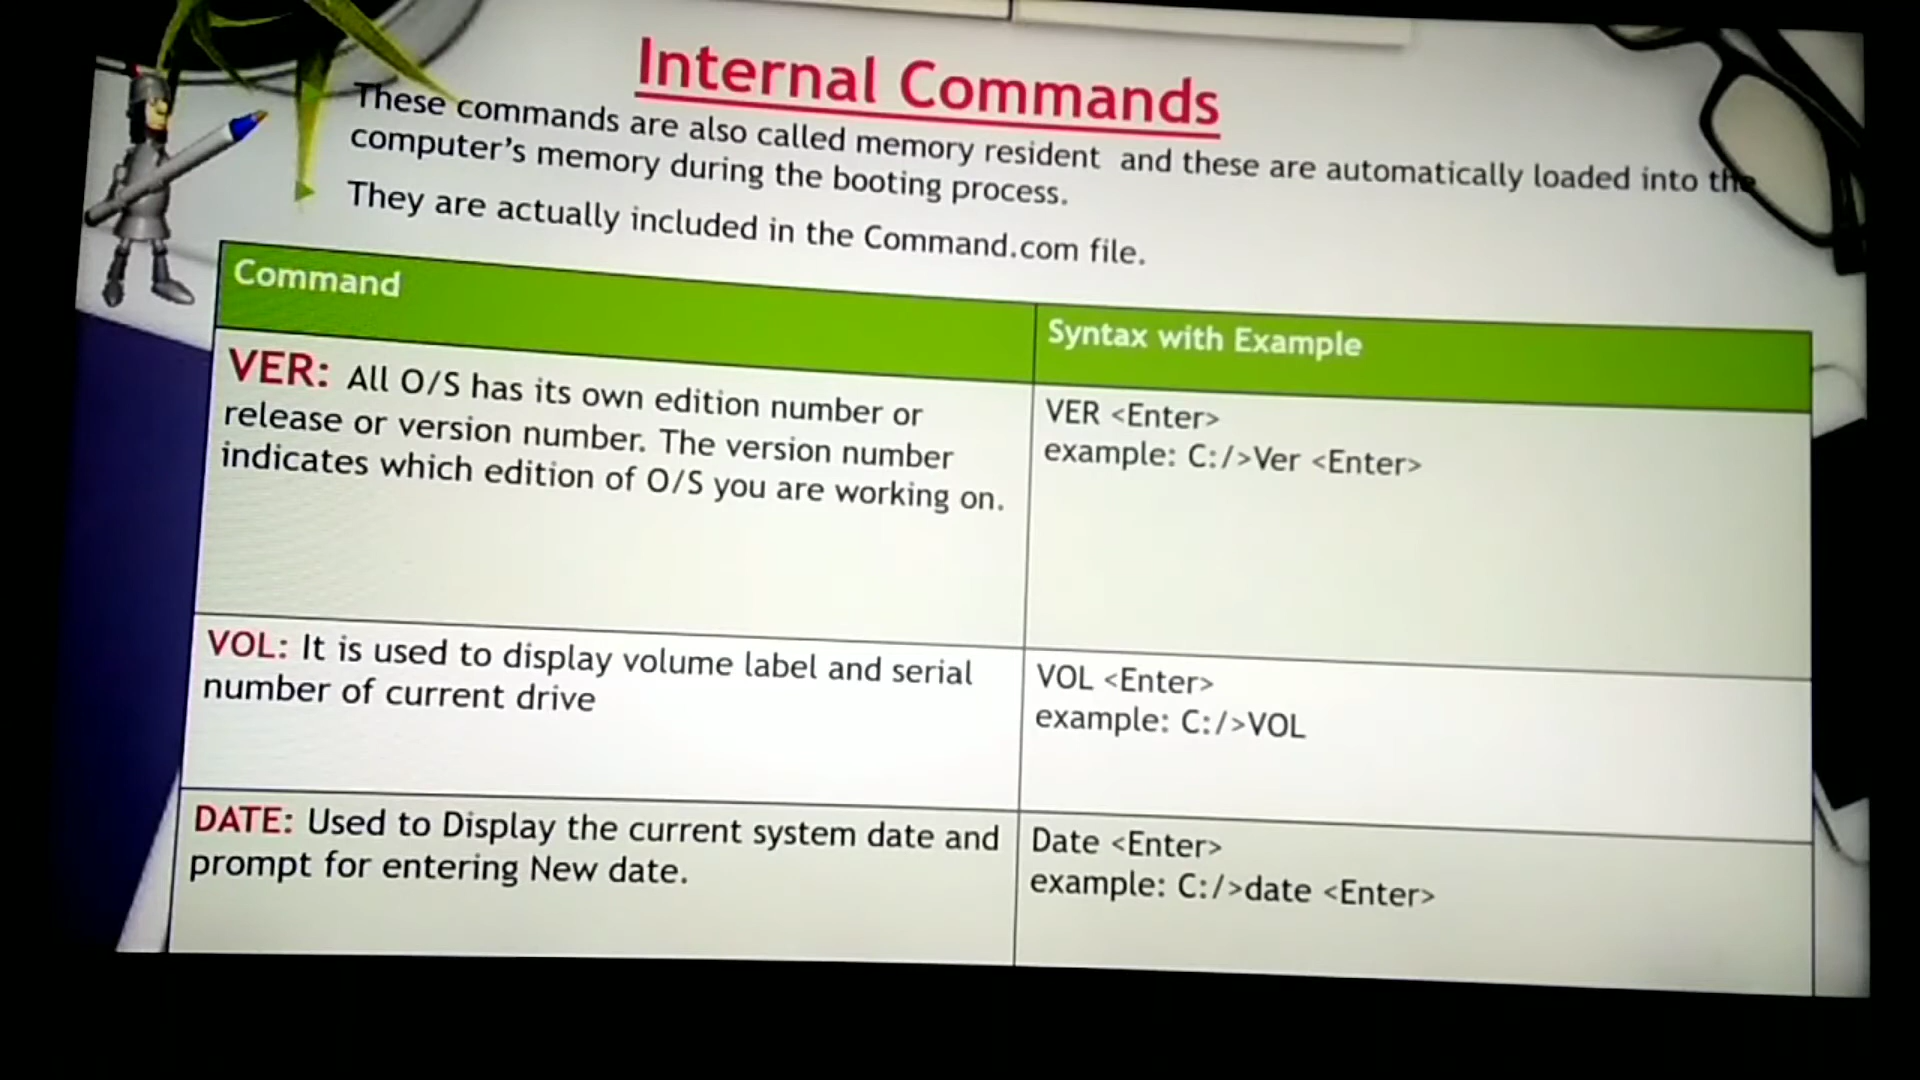 Internal Commands
These commands are also called memory resident and these are automatically loaded into the
computer's memory during the booting process.
They are actually included in the Command.com file.
Command
Syntax with Example
VER: All O/S has its own edition number or
release or version number. The version number
indicates which edition of O/S you are working on.
VER <Enter>
example: C:/>Ver <Enter>
VOL: It is used to display volume label and serial
number of current drive
VOL <Enter>
example: C:/>VOL
DATE: Used to Display the current system date and
prompt for entering New date.
Date <Enter>
example: C:/>date <Enter>